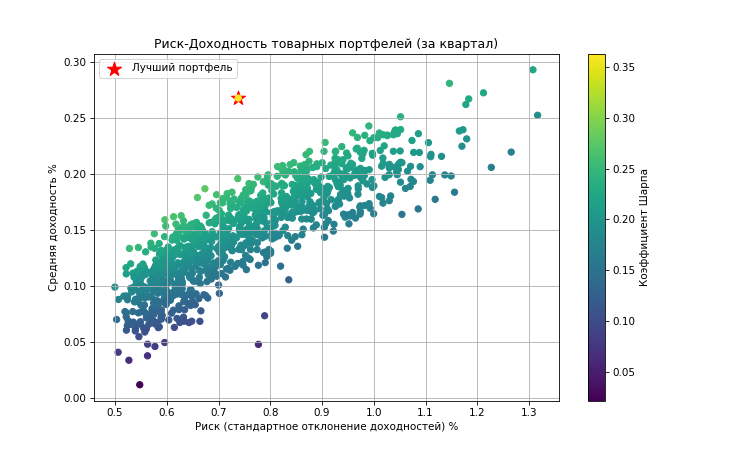 Риск-Доходность товарных портфелей (за квартал)
Лучший портфель
Средняя доходность %
0.30
0.25
0.20
0.15
0.10
0.05
0.00
0.5 0.6 0.7 0.8 0.9 1.0 1.1 1.2 1.3
Риск (стандартное отклонение доходностей) %
0.35
0.30
0.25
0.20
0.15
0.10
0.05
Коэффициент Шарпа